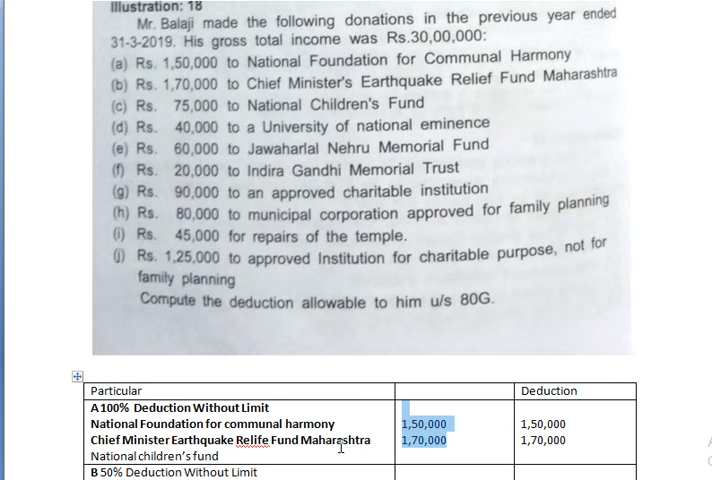 Illustration: 18
Mr. Balaji made the following donations in the previous year ended
31-3-2019. His gross total income was Rs.30,00,000:
(a) Rs. 1,50,000 to National Foundation for Communal Harmony
(b) Rs. 1,70,000 to Chief Minister's Earthquake Relief Fund Maharashtra
(c) Rs. 75,000 to National Children's Fund
(d) Rs. 40,000 to a University of national eminence
(e) Rs. 60,000 to Jawaharlal Nehru Memorial Fund
(f) Rs. 20,000 to Indira Gandhi Memorial Trust
(g) Rs. 90,000 to an approved charitable institution
(h) Rs. 80,000 to municipal corporation approved for family planning
(i) Rs. 45,000 for repairs of the temple.
(j) Rs. 1,25,000 to approved Institution for charitable purpose, not for
family planning
Compute the deduction allowable to him u/s 80G.
Particular Deduction
A 100% Deduction Without Limit
National Foundation for communal harmony 1,50,000 1,50,000
Chief Minister Earthquake Relife Fund Maharashtra 1,70,000 1,70,000
National children's fund
B 50% Deduction Without Limit